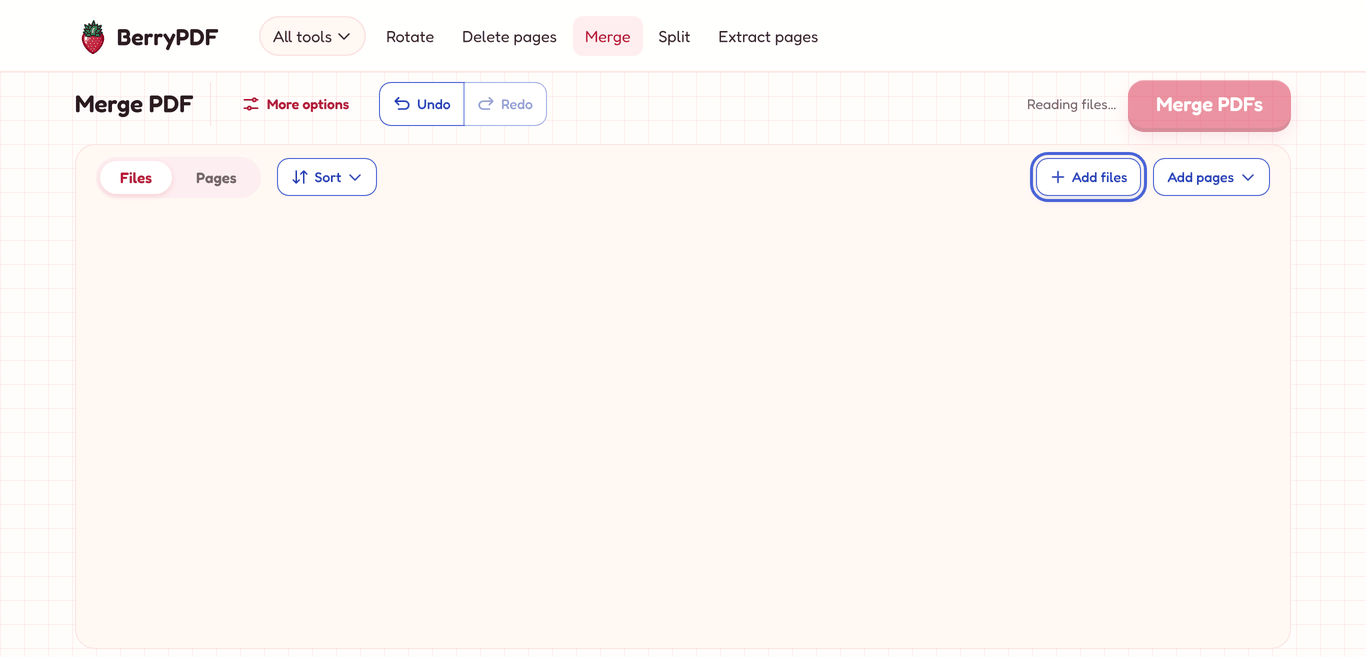 BerryPDF All tools Rotate Delete pages Merge Split Extract pages
Merge PDF More options Undo Redo Reading files... Merge PDFs
Files Pages Sort Add files Add pages